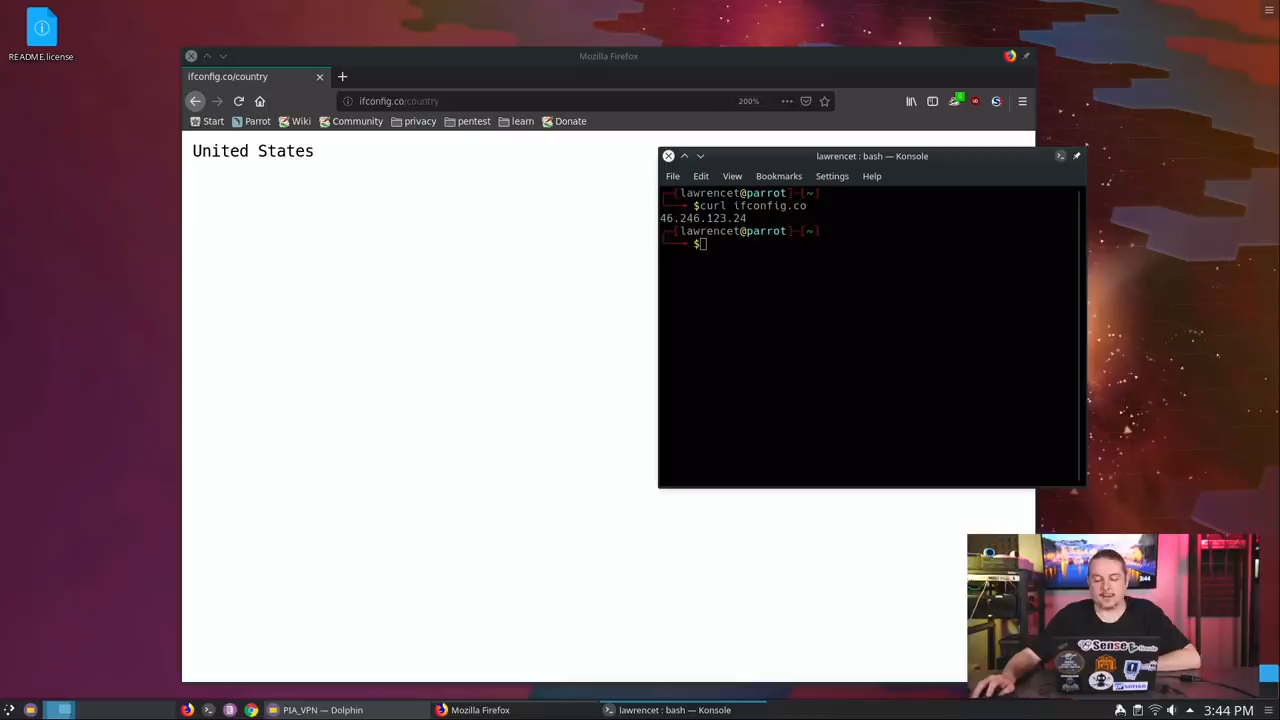 README.license
Mozilla Firefox
ifconfig.co/country
ifconfig.co/country
200%
Start
Parrot
Wiki
Community
privacy
pentest
learn
Donate
United States
lawrencet : bash — Konsole
File Edit View Bookmarks Settings Help
[lawrencet@parrot]-[~]
$curl ifconfig.co
46.246.123.24
[lawrencet@parrot]-[~]
$
Sense
PIA_VPN — Dolphin
Mozilla Firefox
lawrencet : bash — Konsole
3:44 PM